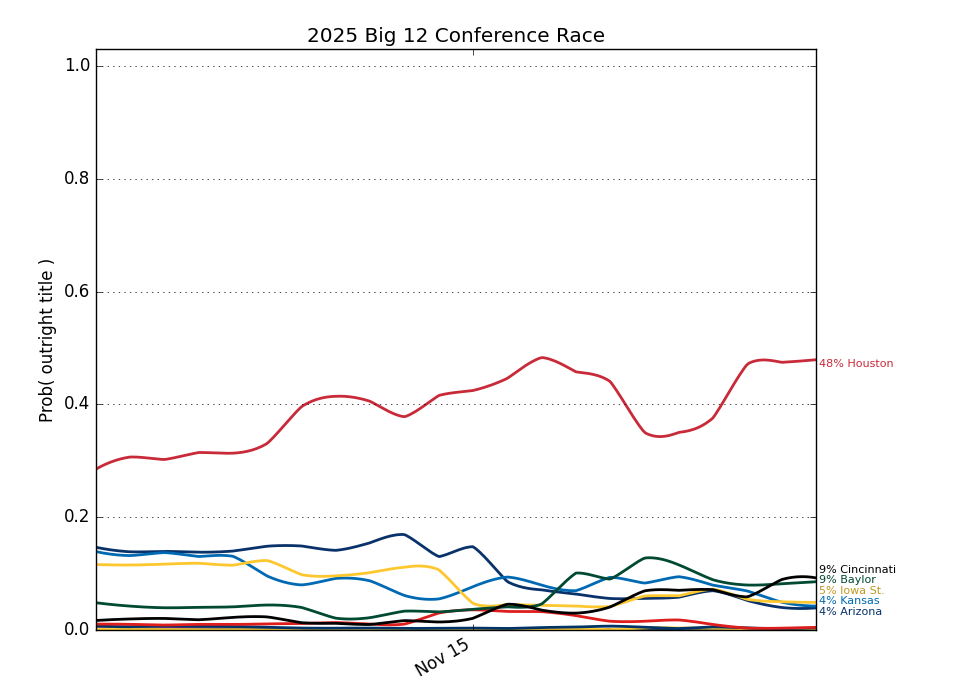 2025 Big 12 Conference Race
1.0
0.8
0.6
0.4
0.2
0.0
Prob( outright title )
Nov 15
48% Houston
9% Cincinnati
9% Baylor
5% Iowa St.
4% Kansas
4% Arizona